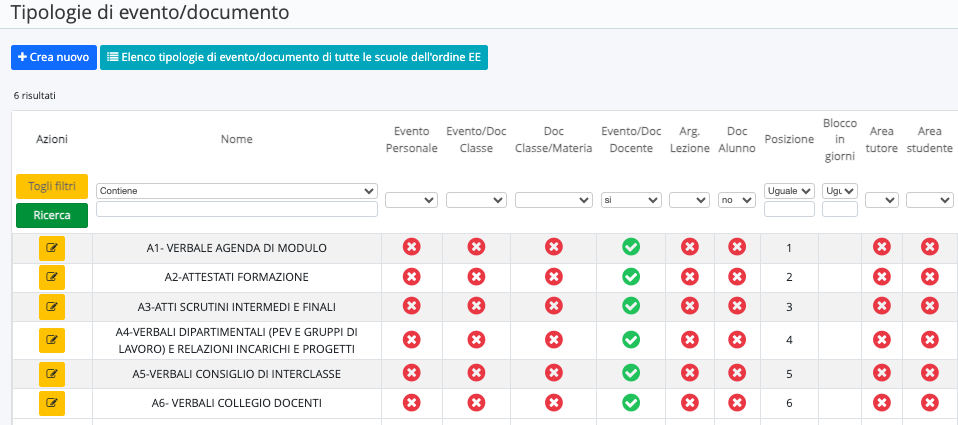 Tipologie di evento/documento
Crea nuovo
Elenco tipologie di evento/documento di tutte le scuole dell'ordine EE
6 risultati
Azioni
Nome
Evento
Personale
Evento/Doc
Classe
Doc
Classe/Materia
Evento/Doc
Docente
Arg.
Lezione
Doc
Alunno
Posizione
Blocco
in
giorni
Area
tutore
Area
studente
Togli filtri
Ricerca
Contiene
si
no
Uguale
Ugu
A1- VERBALE AGENDA DI MODULO 1
A2-ATTESTATI FORMAZIONE 2
A3-ATTI SCRUTINI INTERMEDI E FINALI 3
A4-VERBALI DIPARTIMENTALI (PEV E GRUPPI DI
LAVORO) E RELAZIONI INCARICHI E PROGETTI 4
A5-VERBALI CONSIGLIO DI INTERCLASSE 5
A6- VERBALI COLLEGIO DOCENTI 6